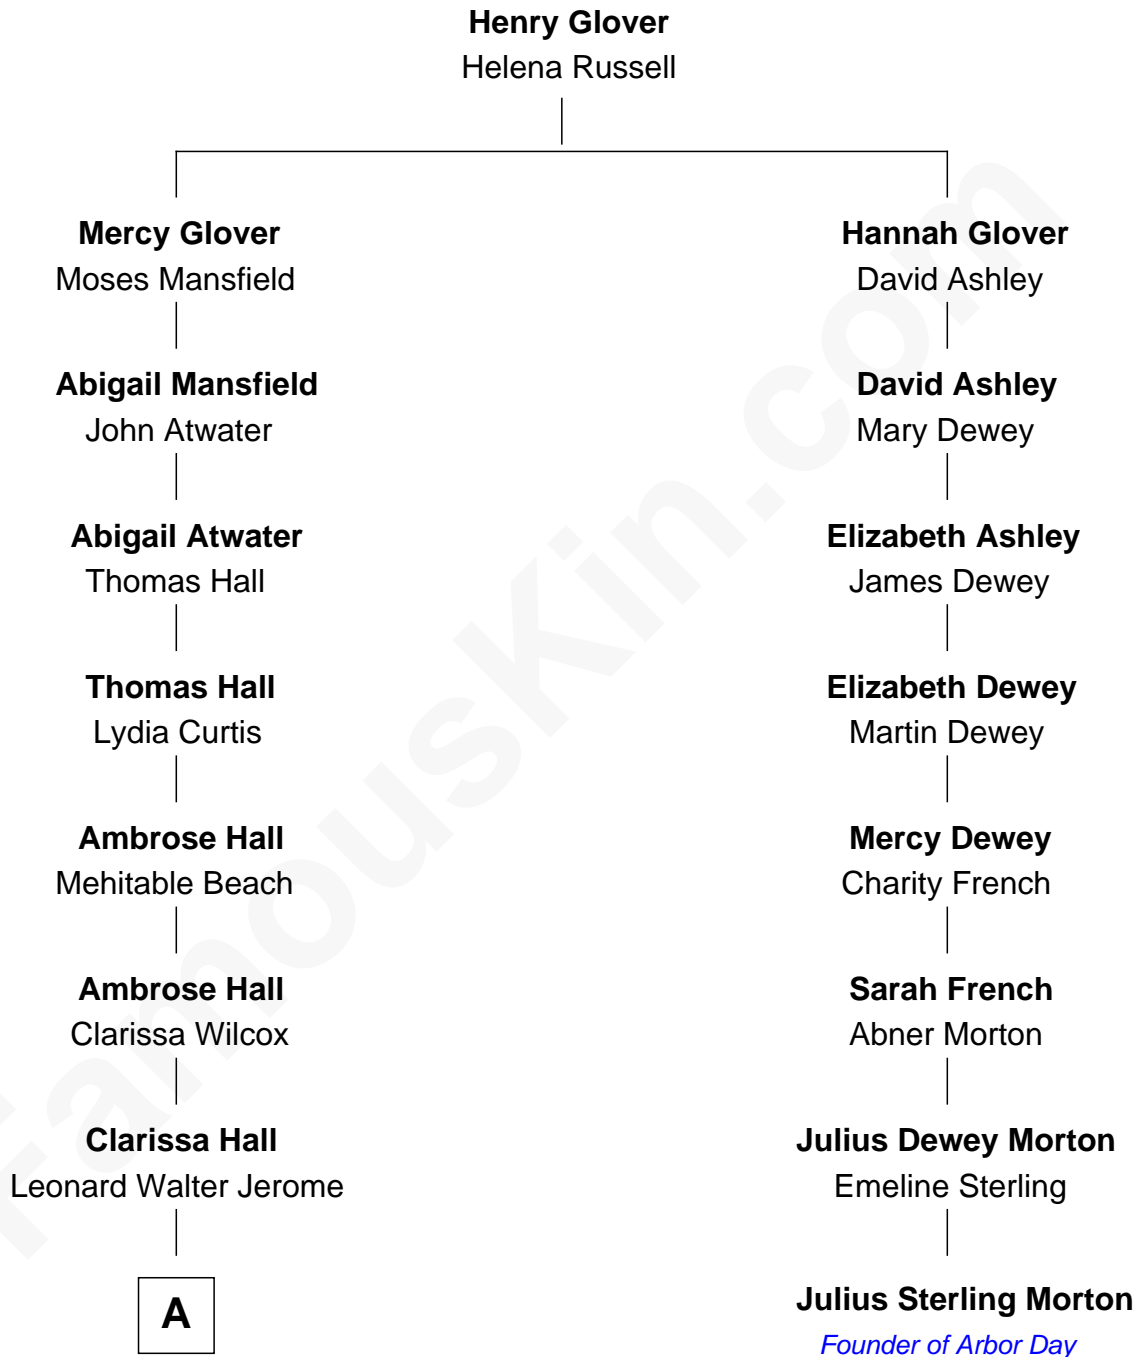 Henry Glover
Helena Russell
Mercy Glover
Moses Mansfield
Hannah Glover
David Ashley
Abigail Mansfield
John Atwater
David Ashley
Mary Dewey
Abigail Atwater
Thomas Hall
Elizabeth Ashley
James Dewey
Thomas Hall
Lydia Curtis
Elizabeth Dewey
Martin Dewey
Ambrose Hall
Mehitable Beach
Mercy Dewey
Charity French
Ambrose Hall
Clarissa Wilcox
Sarah French
Abner Morton
Clarissa Hall
Leonard Walter Jerome
Julius Dewey Morton
Emeline Sterling
A
Julius Sterling Morton
Founder of Arbor Day
FamousKin.com